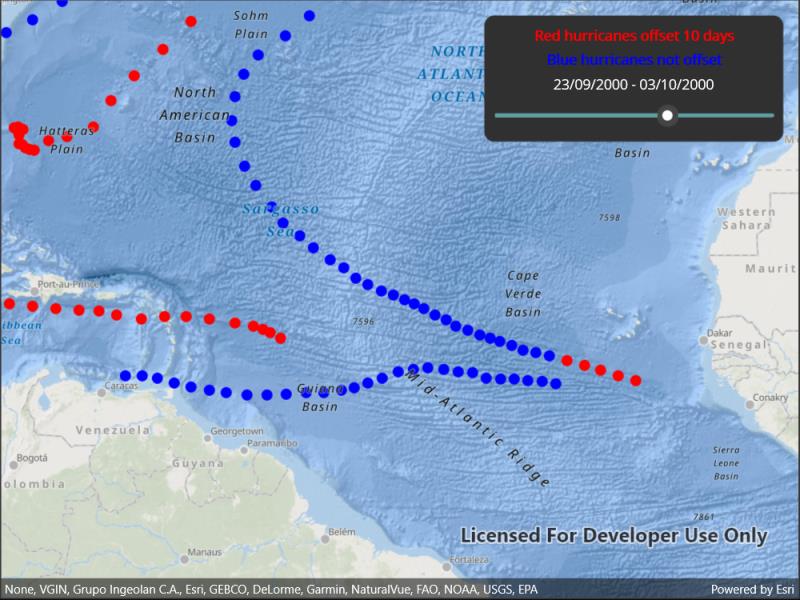 Sohm
Plain
Basin
NORTH
ATLANT
OCEAN
Red hurricanes offset 10 days
Blue hurricanes not offset
23/09/2000 - 03/10/2000
North
American
Basin
Hatteras
Plain
Basin
Sargasso
Sea
7598
Western
Sahara
Maurit
Cape
Verde
Basin
Port-au-Prince
ibbean
Sea
7596
Dakar
Senegal
Caracas
Guiana
Basin
Mid-Atlantic Ridge
Conakry
Venezuela
Georgetown
Paramaribo
Guyana
Bogotá
olombia
Sierra
Leone
Basin
7861
Belém
Manaus
Fortaleza
Licensed For Developer Use Only
None, VGIN, Grupo Ingeolan C.A., Esri, GEBCO, DeLorme, Garmin, NaturalVue, FAO, NOAA, USGS, EPA
Powered by Esri